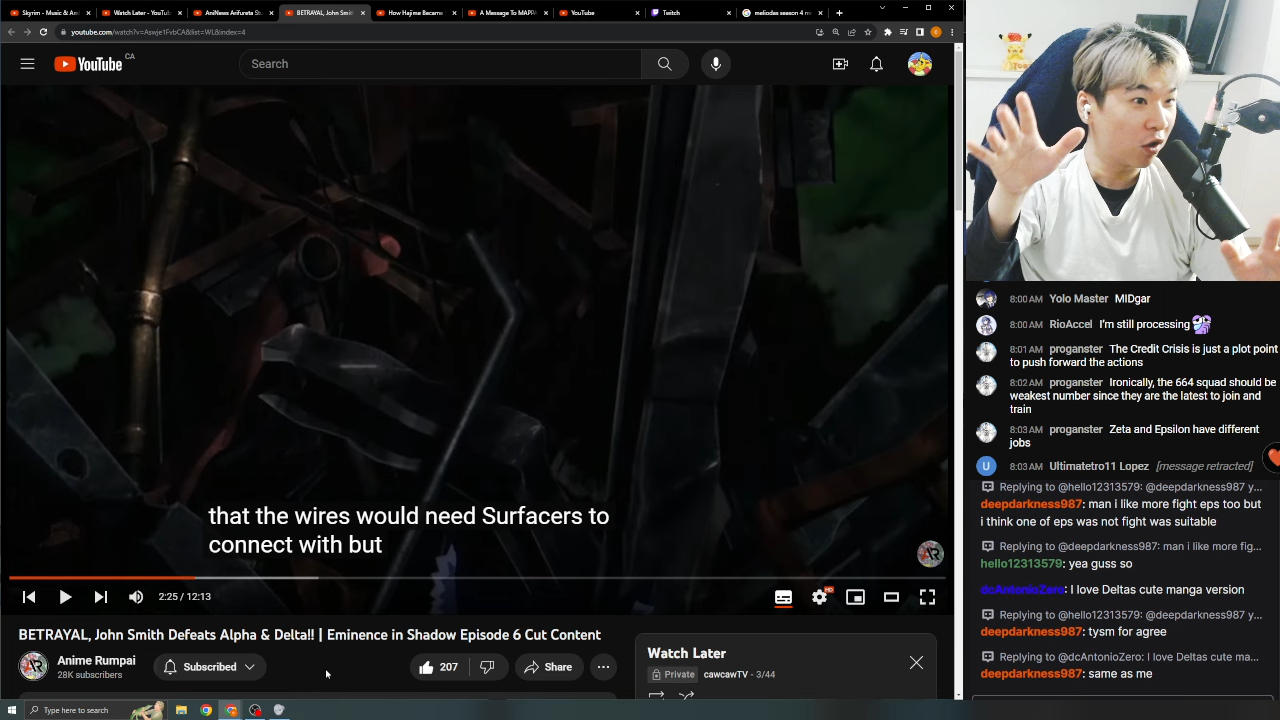 Skyrim - Music & Am
Watch Later - YouTu
AniNews Arifureta St
BETRAYAL, John Smit
How Hajime Became
A Message To MAPP
YouTube
Twitch
meliodas season 4 m
youtube.com/watch?v=Aswje1FvbCA&list=WL&index=4
YouTube CA
Search
that the wires would need Surfacers to
connect with but
AR
2:25 / 12:13
HD
BETRAYAL, John Smith Defeats Alpha & Delta!! | Eminence in Shadow Episode 6 Cut Content
AR
Anime Rumpai
28K subscribers
Subscribed
207
Share
Watch Later
Private
cawcawTV - 3/44
Type here to search
8:00 AM Yolo Master MIDgar
8:00 AM RioAccel I'm still processing
8:01 AM proganster The Credit Crisis is just a plot point
to push forward the actions
8:02 AM proganster Ironically, the 664 squad should be
weakest number since they are the latest to join and
train
8:03 AM proganster Zeta and Epsilon have different
jobs
U 8:03 AM Ultimatetro11 Lopez [message retracted]
Replying to @hello12313579: @deepdarkness987 y...
deepdarkness987: man i like more fight eps too but
i think one of eps was not fight was suitable
Replying to @deepdarkness987: man i like more fig...
hello12313579: yea guss so
dcAntonioZero: I love Deltas cute manga version
Replying to @hello12313579: @deepdarkness987 y...
deepdarkness987: tysm for agree
Replying to @dcAntonioZero: I love Deltas cute ma...
deepdarkness987: same as me